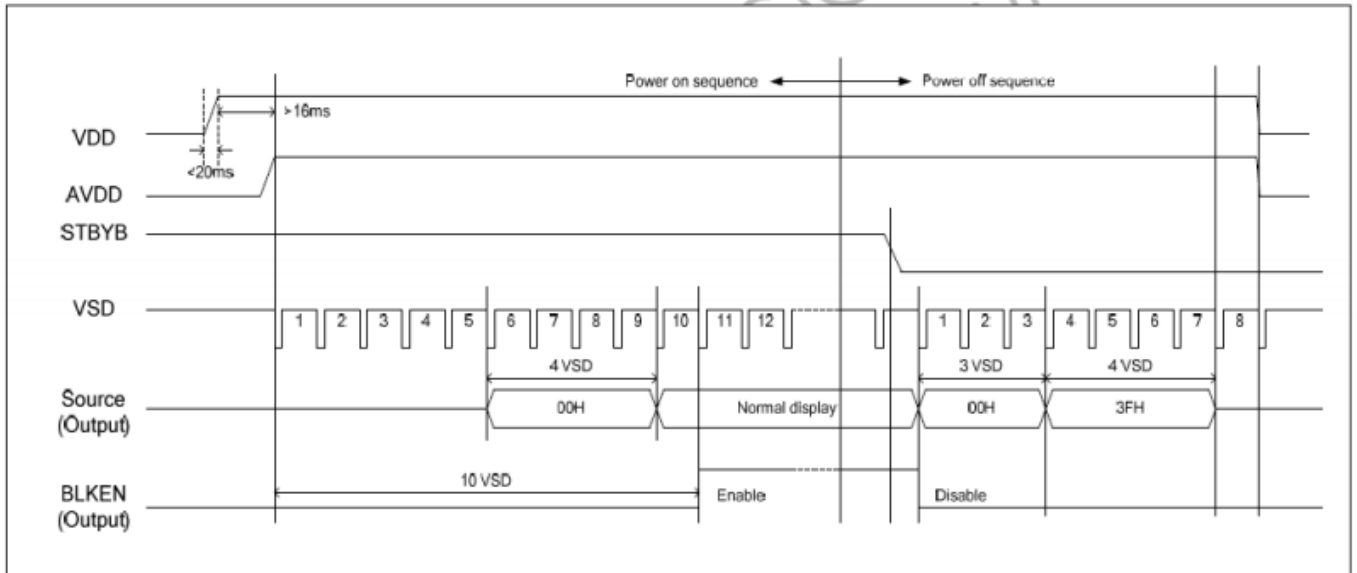 Power on sequence
Power off sequence
>16ms
VDD
<20ms
AVDD
STBYB
VSD
1 2 3 4 5 6 7 8 9 10 11 12 1 2 3 4 5 6 7 8
4 VSD 3 VSD 4 VSD
Source
(Output)
00H Normal display 00H 3FH
10 VSD
BLKEN
(Output)
Enable Disable